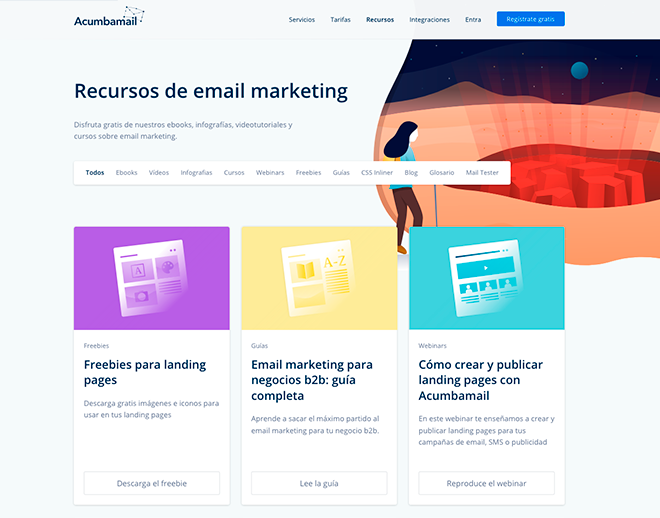 Acumbamail
Servicios Tarifas Recursos Integraciones Entra Regístrate gratis
Recursos de email marketing
Disfruta gratis de nuestros ebooks, infografías, videotutoriales y
cursos sobre email marketing.
Todos Ebooks Vídeos Infografias Cursos Webinars Freebies Guías CSS Inliner Blog Glosario Mail Tester
A
A-Z
Freebies
Freebies para landing
pages
Descarga gratis imágenes e iconos para
usar en tus landing pages
Descarga el freebie
Guías
Email marketing para
negocios b2b: guía
completa
Aprende a sacar el máximo partido al
email marketing para tu negocio b2b.
Lee la guía
Webinars
Cómo crear y publicar
landing pages con
Acumbamail
En este webinar te enseñamos a crear y
publicar landing pages para tus
campañas de email, SMS o publicidad
Reproduce el webinar